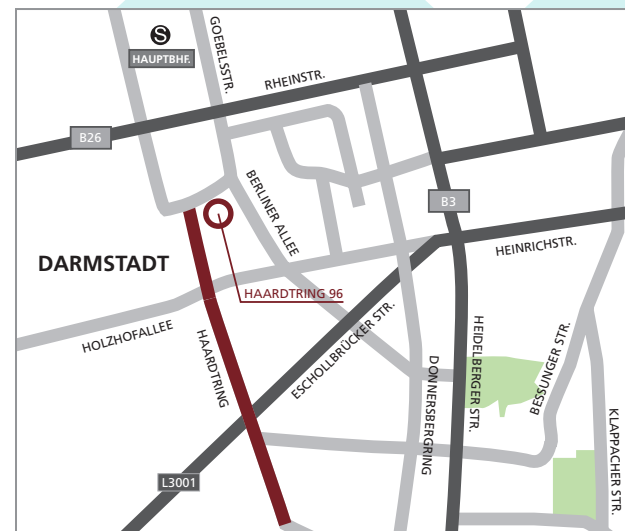 S
HAUPTBHF.
GOEBELSSTR.
RHEINSTR.
B26
BERLINER ALLEE
B3
HEINRICHSTR.
DARMSTADT
HAARDTRING 96
HOLZHOFALLEE
HAARDTRING
ESCHOLLBRÜCKER STR.
DONNERSBERGRING
HEIDELBERGER STR.
BESSUNGER STR.
KLAPPACHER STR.
L3001